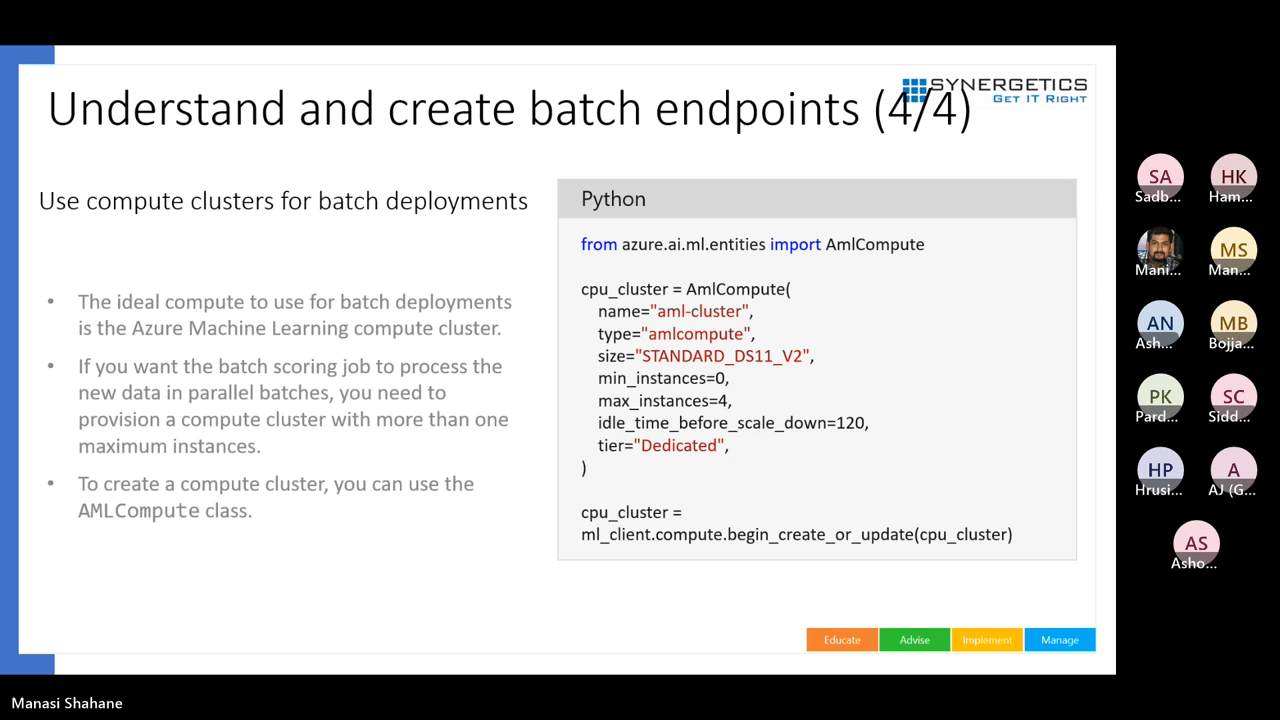 SYNERGETICS
GET IT RIGHT
Understand and create batch endpoints (4/4)
Use compute clusters for batch deployments
• The ideal compute to use for batch deployments
is the Azure Machine Learning compute cluster.
• If you want the batch scoring job to process the
new data in parallel batches, you need to
provision a compute cluster with more than one
maximum instances.
• To create a compute cluster, you can use the
AMLCompute class.
Python
from azure.ai.ml.entities import AmlCompute
cpu_cluster = AmlCompute(
name="aml-cluster",
type="amlcompute",
size="STANDARD_DS11_V2",
min_instances=0,
max_instances=4,
idle_time_before_scale_down=120,
tier="Dedicated",
)
cpu_cluster =
ml_client.compute.begin_create_or_update(cpu_cluster)
Educate Advise Implement Manage
SA HK
Sadb... Ham...
MS
Mani... Man...
AN MB
Ash... Bojja...
PK SC
Pard... Sidd...
HP A
Hrusi... AJ (G...
AS
Asho...
Manasi Shahane